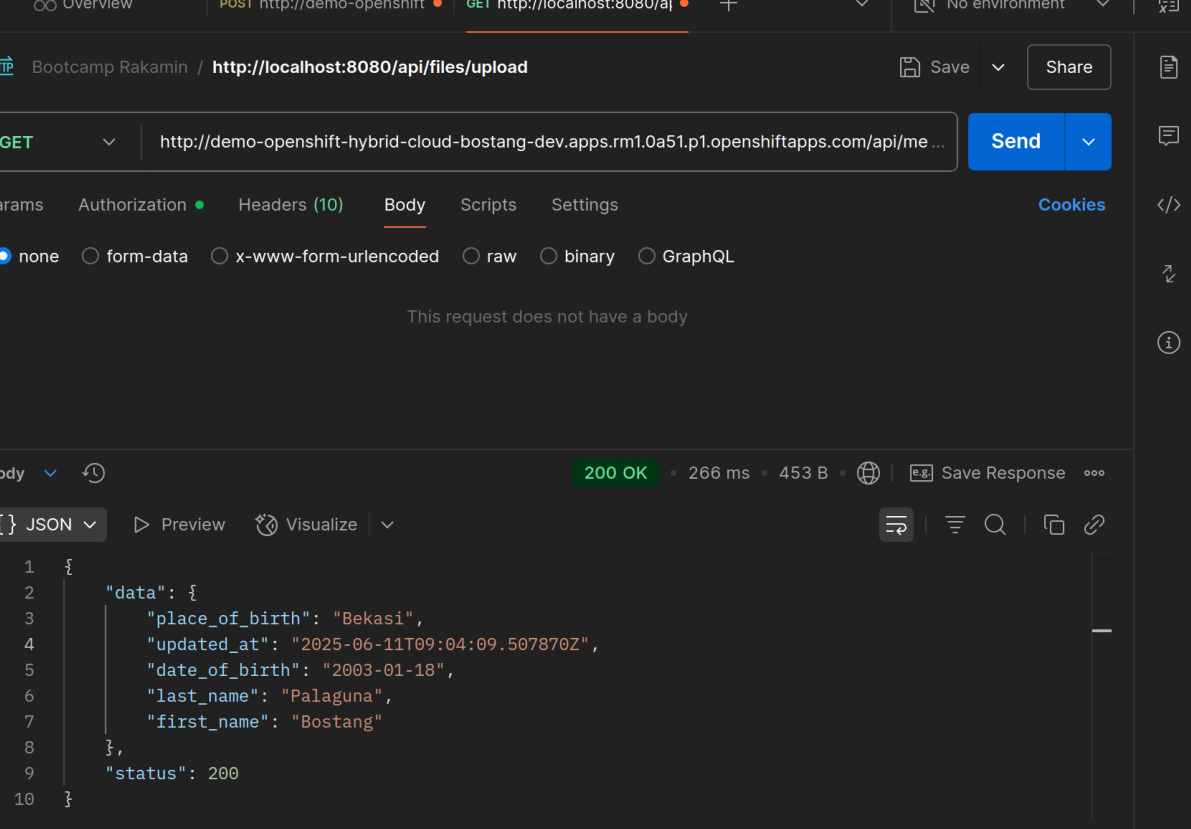 Overview POST http://demo-openshift GET http://localhost:8080/ap No environment
Bootcamp Rakamin / http://localhost:8080/api/files/upload Save Share
GET http://demo-openshift-hybrid-cloud-bostang-dev.apps.rm1.0a51.p1.openshiftapps.com/api/me ... Send
arams Authorization Headers (10) Body Scripts Settings Cookies
none form-data x-www-form-urlencoded raw binary GraphQL
This request does not have a body
ody 200 OK 266 ms 453 B e.g. Save Response
{} JSON Preview Visualize
1 {
2 "data": {
3 "place_of_birth": "Bekasi",
4 "updated_at": "2025-06-11T09:04:09.507870Z",
5 "date_of_birth": "2003-01-18",
6 "last_name": "Palaguna",
7 "first_name": "Bostang"
8 },
9 "status": 200
10 }